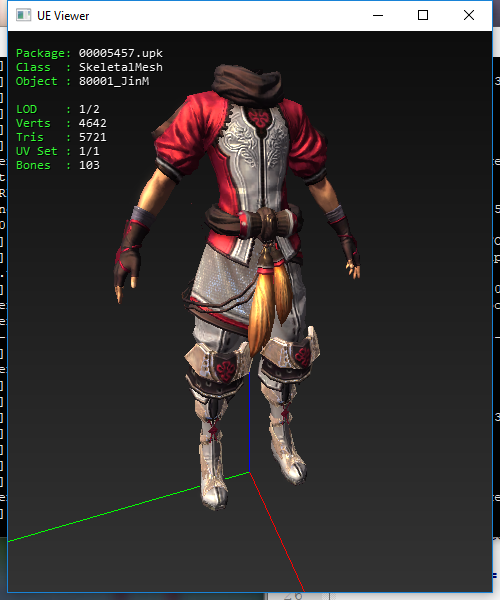 UE Viewer
Package: 00005457.upk
Class : SkeletalMesh
Object : 80001_JinM
LOD : 1/2
Verts : 4642
Tris : 5721
UV Set : 1/1
Bones : 103